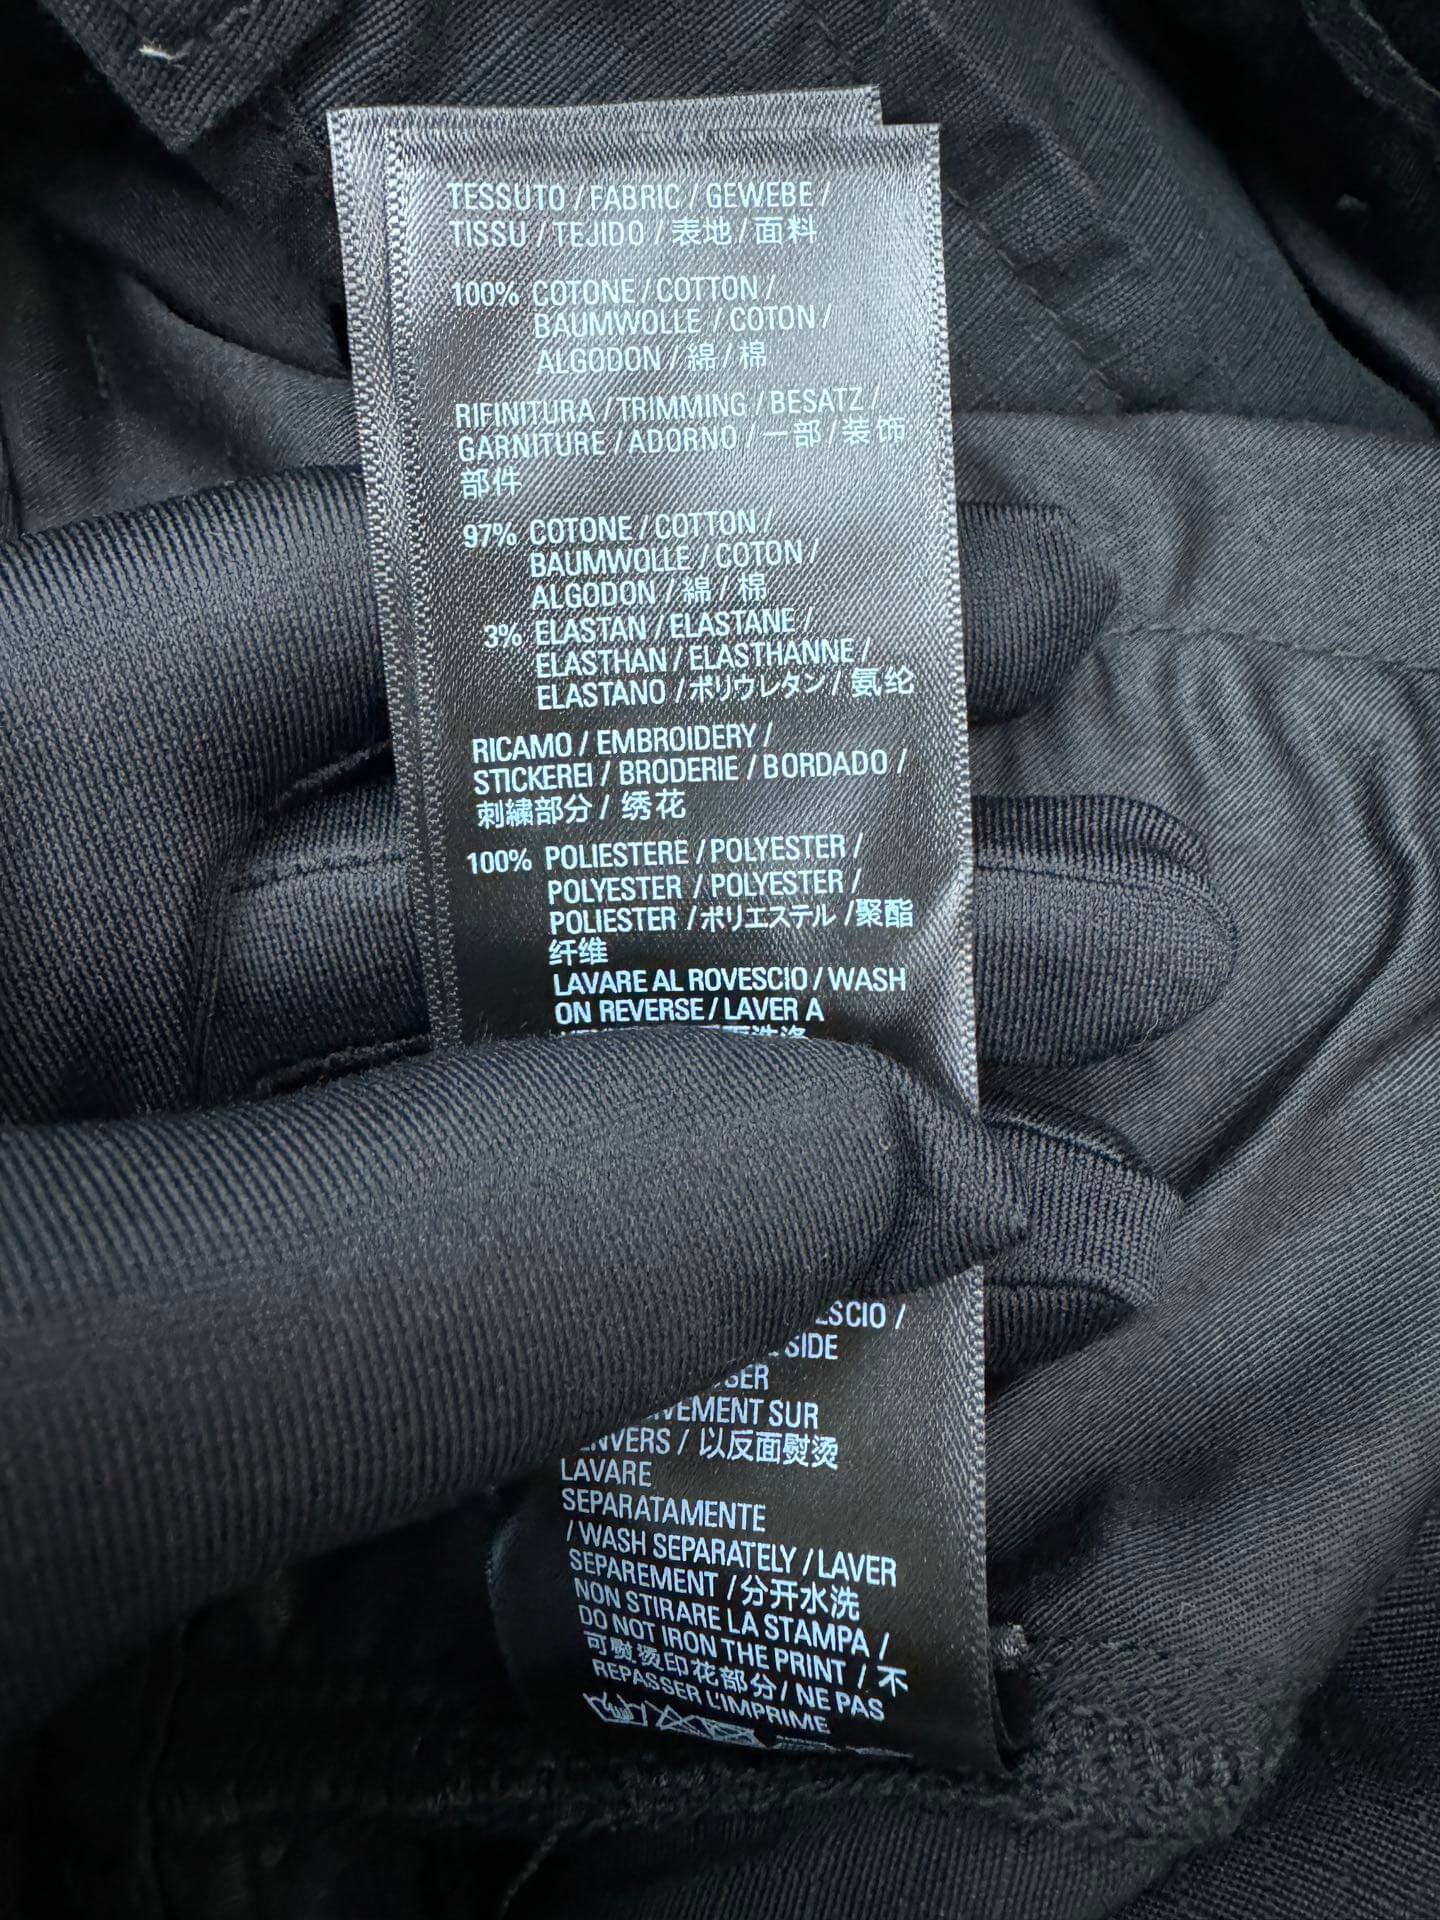 TESSUTO / FABRIC / GEWEBE /
TISSU / TEJIDO / 表地 / 面料
100% COTONE / COTTON /
BAUMWOLLE / COTON /
ALGODON / 綿 / 棉
RIFINITURA / TRIMMING / BESATZ /
GARNITURE / ADORNO / 一部 / 装饰
部件
97% COTONE / COTTON /
BAUMWOLLE / COTON /
ALGODON / 綿 / 棉
3% ELASTAN / ELASTANE /
ELASTHAN / ELASTHANNE /
ELASTANO / ポリウレタン / 氨纶
RICAMO / EMBROIDERY /
STICKEREI / BRODERIE / BORDADO /
刺繍部分 / 绣花
100% POLIESTERE / POLYESTER /
POLYESTER / POLYESTER /
POLIESTER / ポリエステル / 聚酯
纤维
LAVARE AL ROVESCIO / WASH
ON REVERSE / LAVER A
SCIO /
SIDE
VEMENT SUR
ENVERS / 以反面熨烫
LAVARE
SEPARATAMENTE
/ WASH SEPARATELY / LAVER
SEPAREMENT / 分开水洗
NON STIRARE LA STAMPA /
DO NOT IRON THE PRINT / 不
可熨烫印花部分 / NE PAS
REPASSER L'IMPRIME